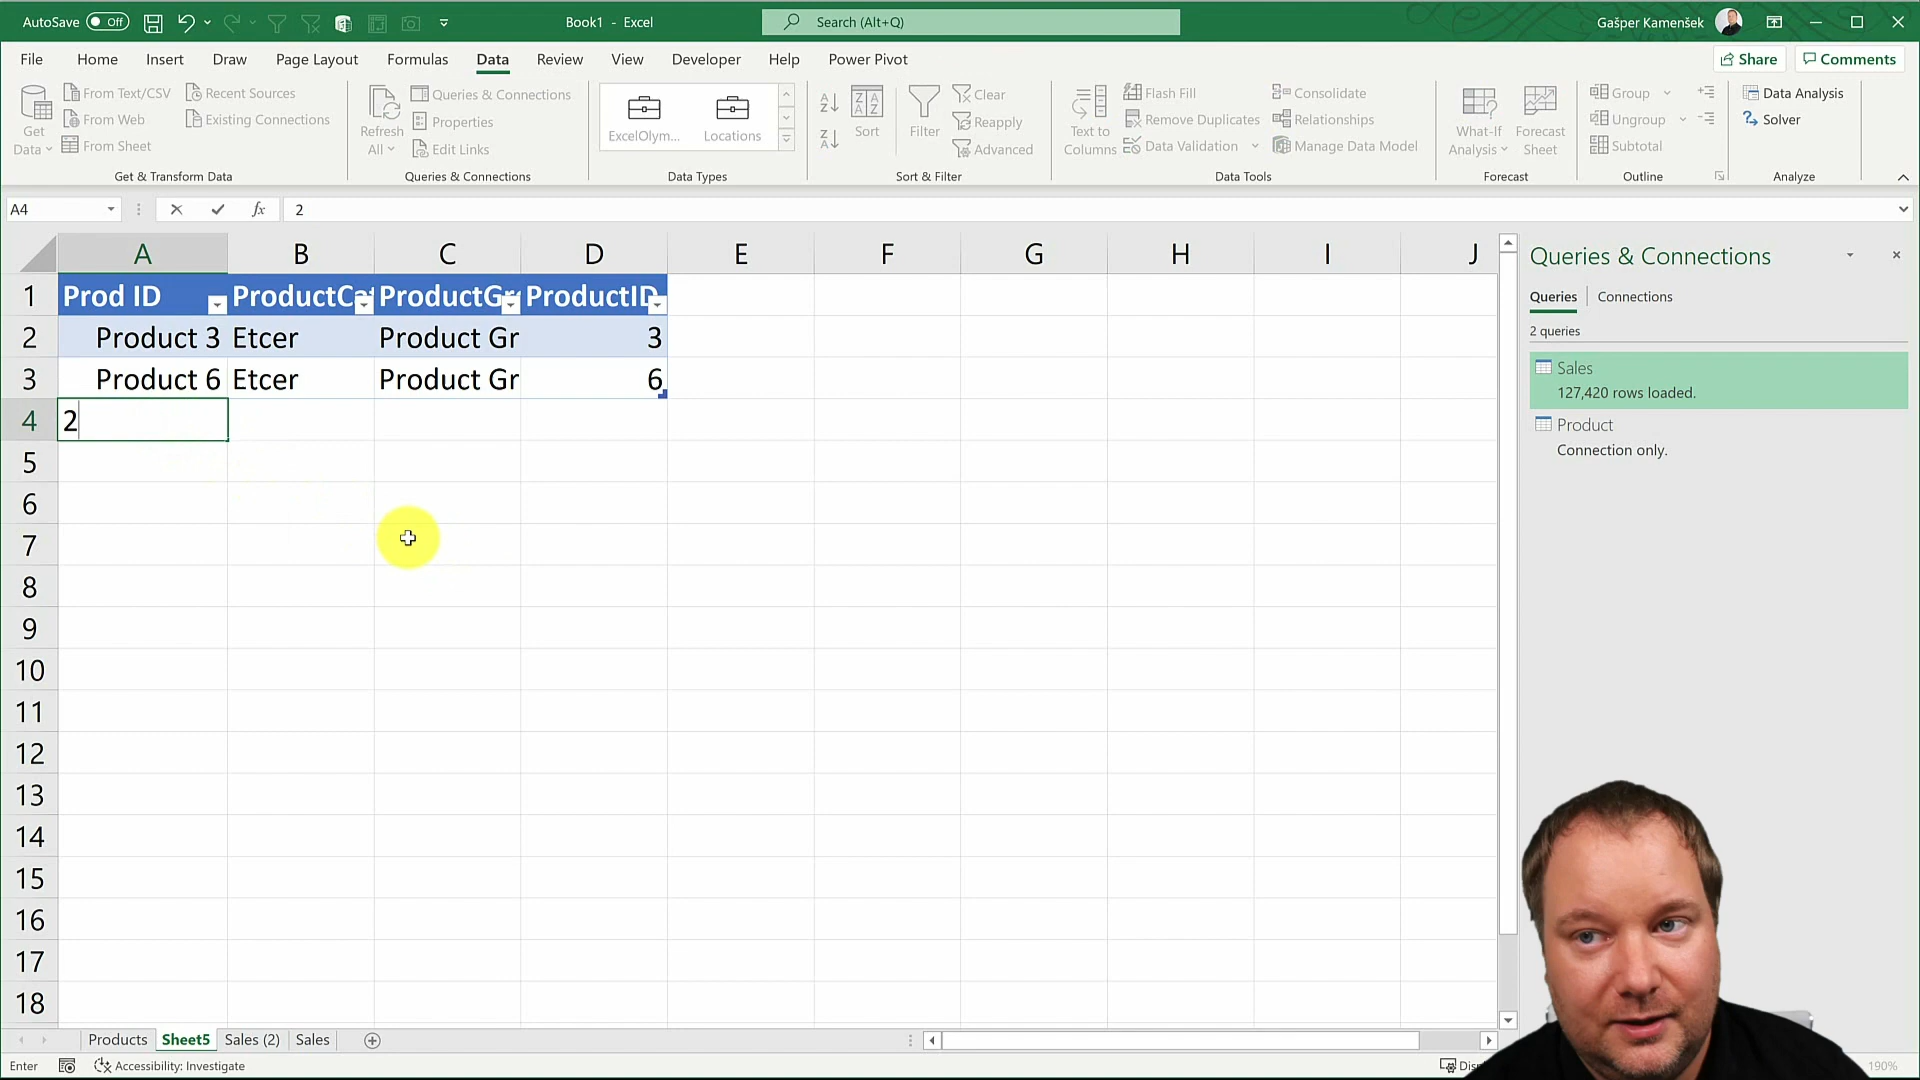 AutoSave Off Book1 - Excel Search (Alt+Q) Gašper Kamenšek
File Home Insert Draw Page Layout Formulas Data Review View Developer Help Power Pivot Share Comments
Get Data
From Text/CSV
From Web
From Sheet
Recent Sources
Existing Connections
Get & Transform Data
Refresh All
Queries & Connections
Properties
Edit Links
Queries & Connections
ExcelOlym... Locations
Data Types
Sort
Filter
Clear
Reapply
Advanced
Sort & Filter
Text to Columns
Flash Fill
Remove Duplicates
Data Validation
Consolidate
Relationships
Manage Data Model
Data Tools
What-If Analysis
Forecast Sheet
Forecast
Group
Ungroup
Subtotal
Outline
Data Analysis
Solver
Analyze
A4 fx 2
A B C D E F G H I J
1 Prod ID ProductCa ProductGr ProductID
2 Product 3 Etcer Product Gr 3
3 Product 6 Etcer Product Gr 6
4 2
5
6
7
8
9
10
11
12
13
14
15
16
17
18
Queries & Connections
Queries Connections
2 queries
Sales
127,420 rows loaded.
Product
Connection only.
Products Sheet5 Sales (2) Sales
Enter Accessibility: Investigate Disp 190%